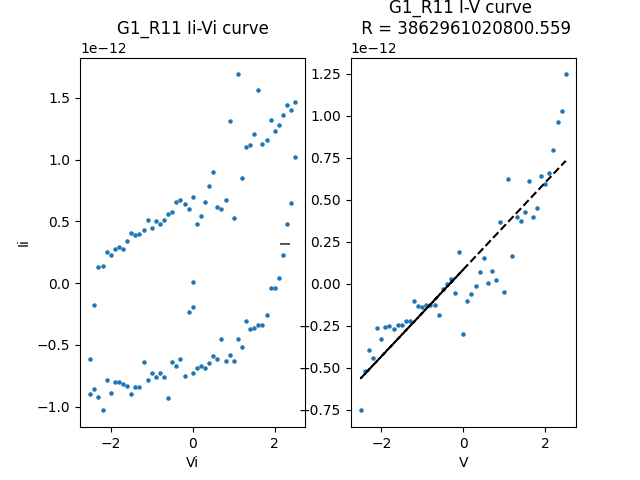 G1_R11 Ii-Vi curve
G1_R11 I-V curve
R = 3862961020800.559
1e−12
1e−12
1.5
1.0
0.5
0.0
−0.5
−1.0
Ii
−2
0
2
Vi
1.25
1.00
0.75
0.50
0.25
0.00
−0.25
−0.50
−0.75
I
−2
0
2
V